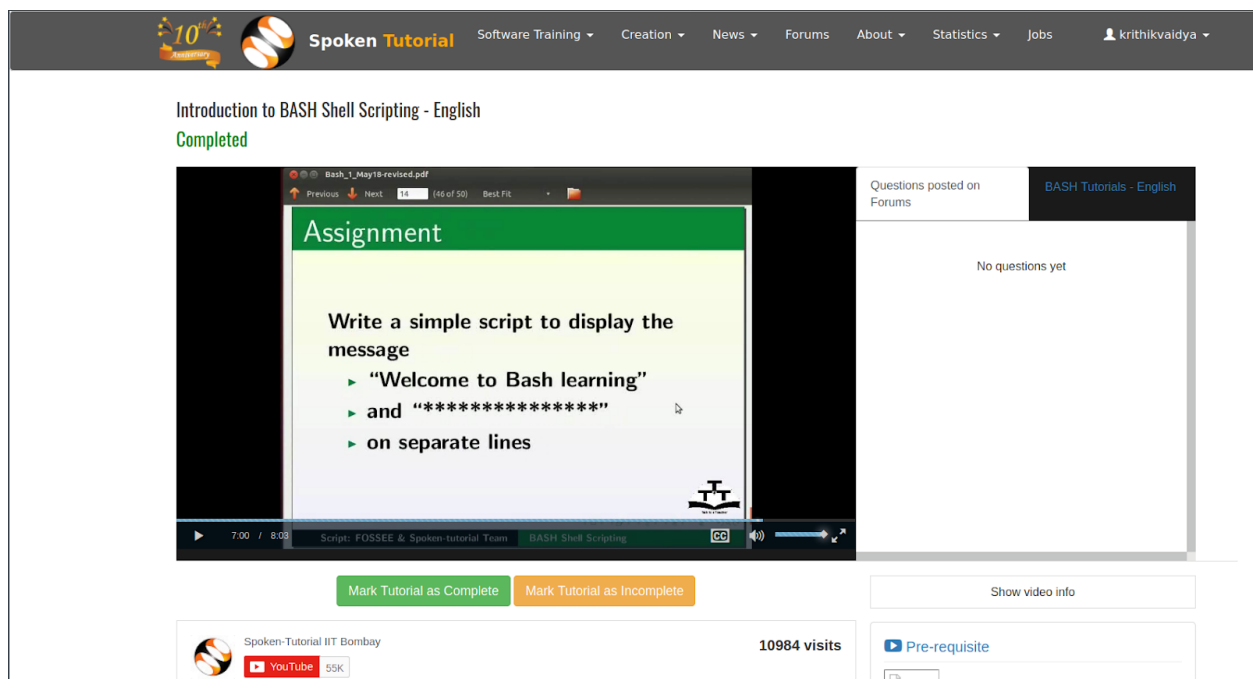 10th Anniversary
Spoken Tutorial
Software Training
Creation
News
Forums
About
Statistics
Jobs
krithikvaidya
Introduction to BASH Shell Scripting - English
Completed
Bash_1_May18-revised.pdf
Previous Next 14 (46 of 50) Best Fit
Assignment
Write a simple script to display the
message
“Welcome to Bash learning”
and “***************”
on separate lines
7:00 / 8:03
Script: FOSSEE & Spoken-tutorial Team BASH Shell Scripting
CC
Questions posted on
Forums
BASH Tutorials - English
No questions yet
Mark Tutorial as Complete
Mark Tutorial as Incomplete
Show video info
Spoken-Tutorial IIT Bombay
YouTube 55K
10984 visits
Pre-requisite